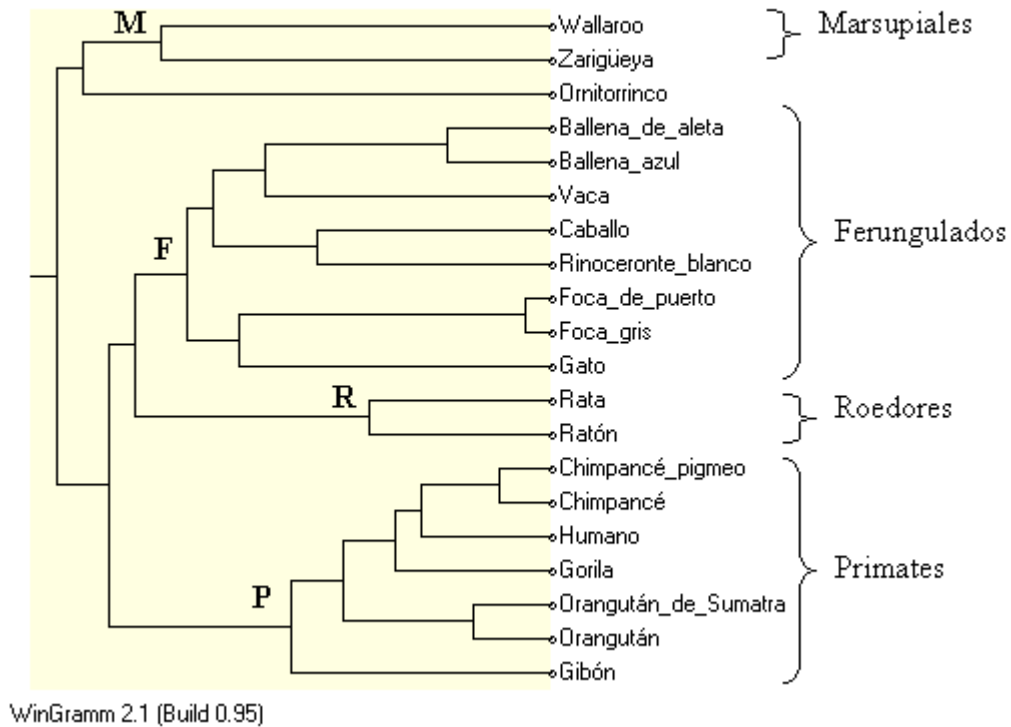 M
Wallaroo
Zarigüeya
Marsupiales
Ornitorrinco
Ballena_de_aleta
Ballena_azul
Vaca
Caballo
Rinoceronte_blanco
Foca_de_puerto
Foca_gris
Gato
F
Ferungulados
R
Rata
Ratón
Roedores
Chimpancé_pigmeo
Chimpancé
Humano
Gorila
Orangután_de_Sumatra
Orangután
Gibón
P
Primates
WinGramm 2.1 (Build 0.95)